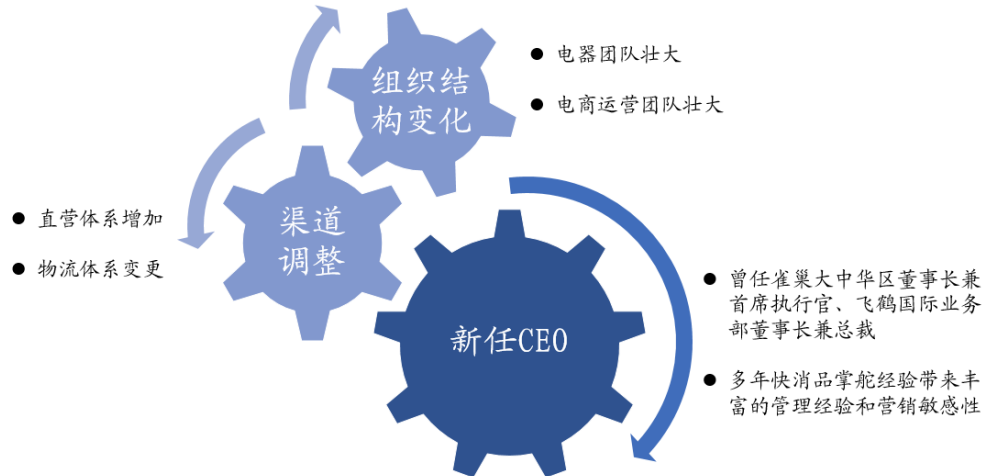 组织结
构变化
● 电器团队壮大
● 电商运营团队壮大
渠道
调整
● 直营体系增加
● 物流体系变更
新任CEO
● 曾任雀巢大中华区董事长兼
首席执行官、飞鹤国际业务
部董事长兼总裁
● 多年快消品掌舵经验带来丰
富的管理经验和营销敏感性